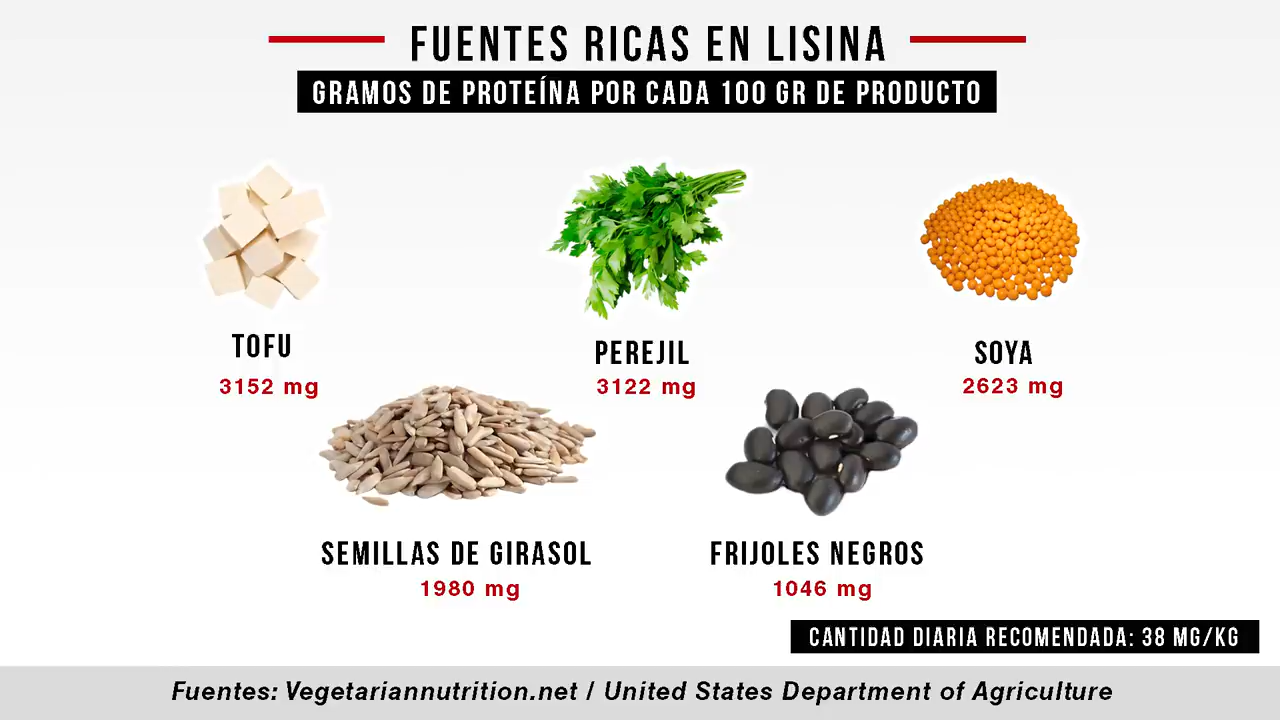 FUENTES RICAS EN LISINA
GRAMOS DE PROTEÍNA POR CADA 100 GR DE PRODUCTO
TOFU
3152 mg
PEREJIL
3122 mg
SOYA
2623 mg
SEMILLAS DE GIRASOL
1980 mg
FRIJOLES NEGROS
1046 mg
CANTIDAD DIARIA RECOMENDADA: 38 MG/KG
Fuentes: Vegetariannutrition.net / United States Department of Agriculture